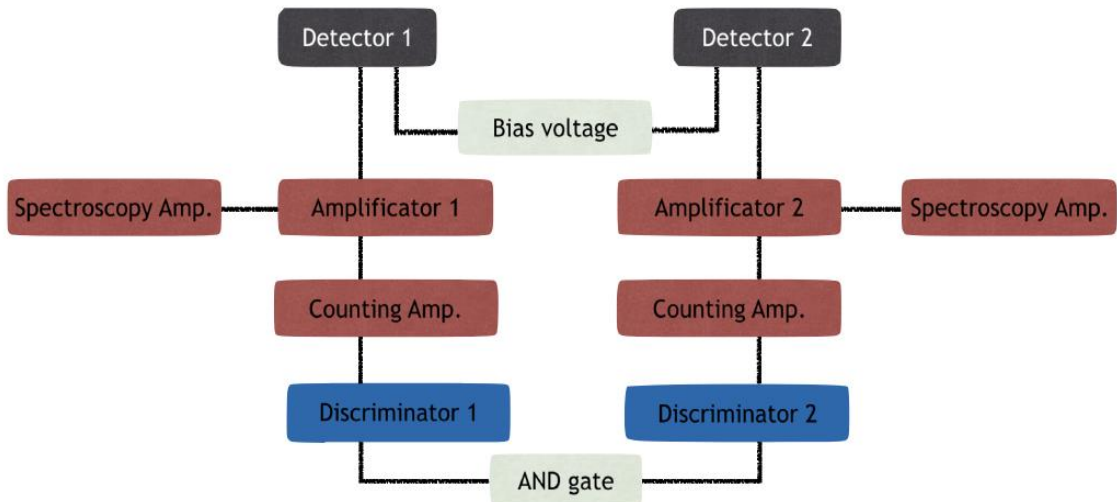 Detector 1
Detector 2
Bias voltage
Spectroscopy Amp.
Amplificator 1
Amplificator 2
Spectroscopy Amp.
Counting Amp.
Counting Amp.
Discriminator 1
Discriminator 2
AND gate